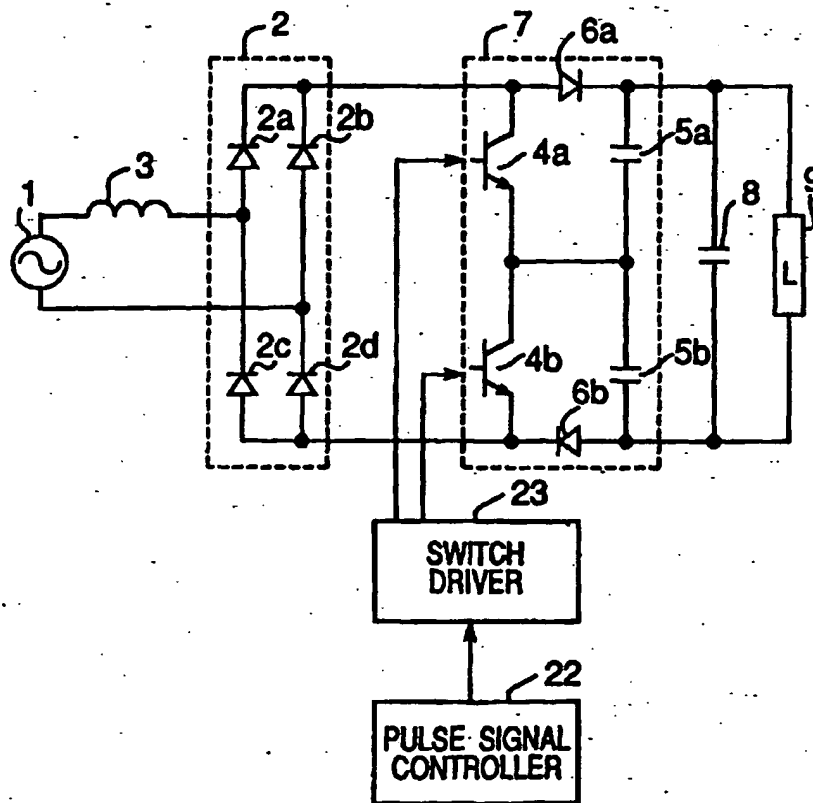 2
7
6a
2a
2b
4a
5a
3
1
8
9
L
2c
2d
4b
5b
6b
23
SWITCH
DRIVER
22
PULSE SIGNAL
CONTROLLER